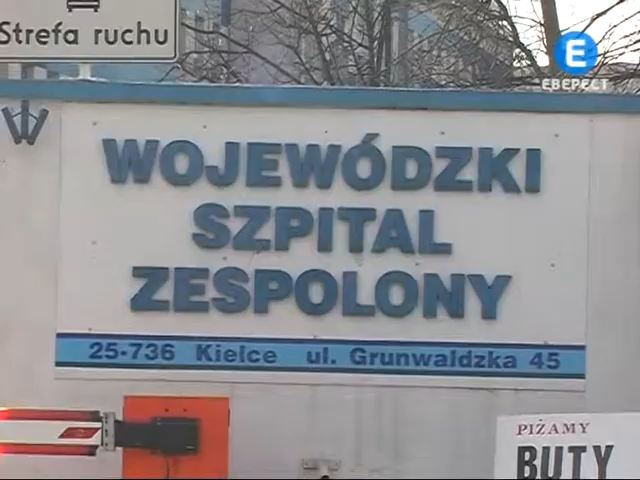 Strefa ruchu
E
ЕВЕРЕСТ
WOJEWÓDZKI
SZPITAL
ZESPOLONY
25-736 Kielce ul. Grunwaldzka 45
PIŻAMY
BUTY